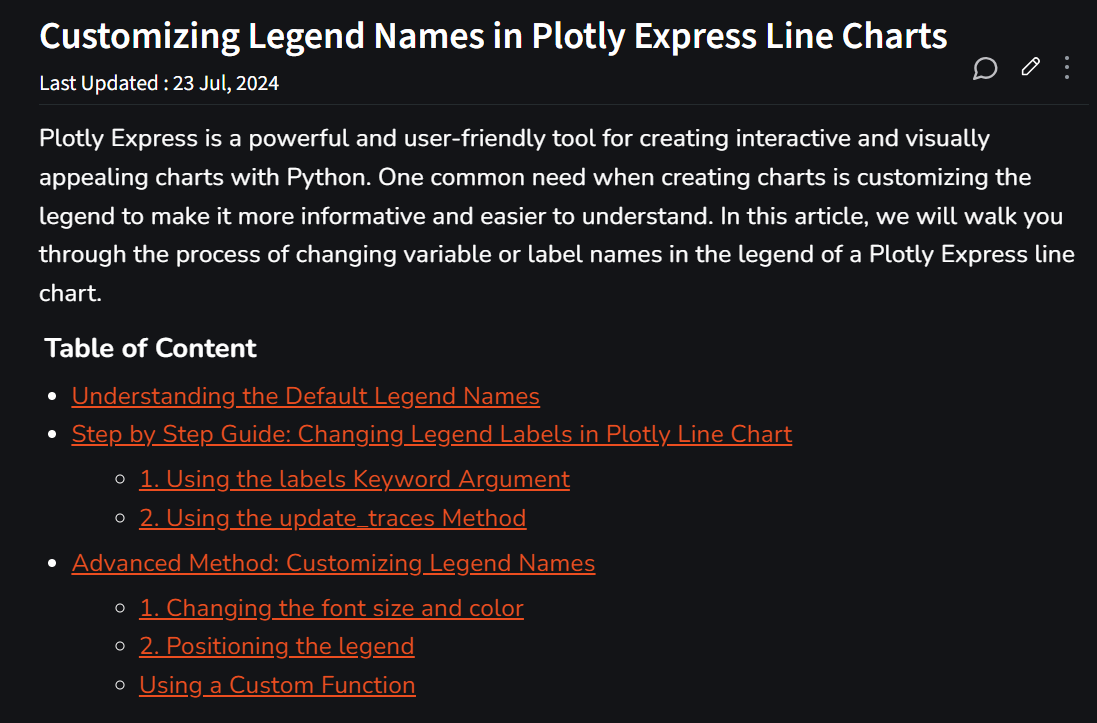 Customizing Legend Names in Plotly Express Line Charts
Last Updated : 23 Jul, 2024
Plotly Express is a powerful and user-friendly tool for creating interactive and visually
appealing charts with Python. One common need when creating charts is customizing the
legend to make it more informative and easier to understand. In this article, we will walk you
through the process of changing variable or label names in the legend of a Plotly Express line
chart.
Table of Content
Understanding the Default Legend Names
Step by Step Guide: Changing Legend Labels in Plotly Line Chart
1. Using the labels Keyword Argument
2. Using the update_traces Method
Advanced Method: Customizing Legend Names
1. Changing the font size and color
2. Positioning the legend
Using a Custom Function